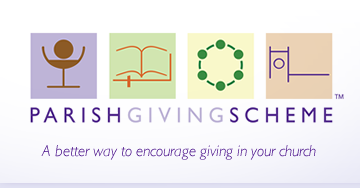 PARISHGIVINGSCHEME™
A better way to encourage giving in your church